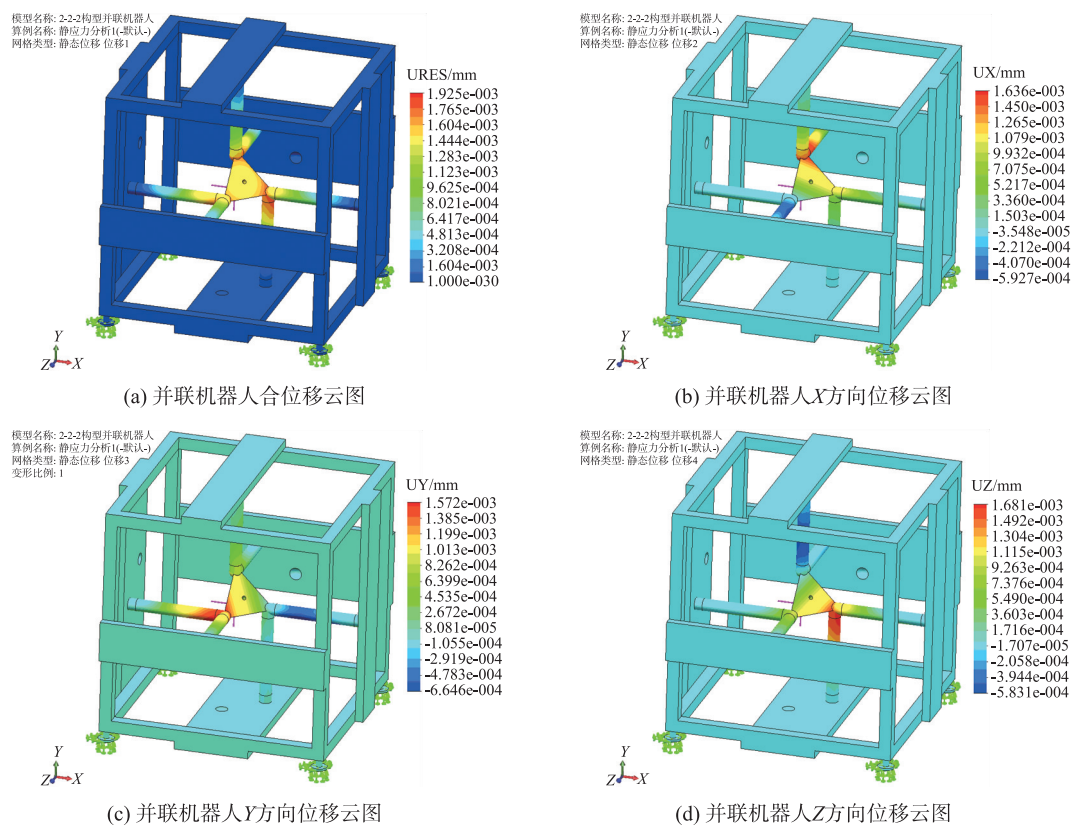 模型名称: 2-2-2构型并联机器人
算例名称: 静应力分析1(-默认-)
网格类型: 静态位移 位移1
URES/mm
1.925e-003
1.765e-003
1.604e-003
1.444e-003
1.283e-003
1.123e-003
9.625e-004
8.021e-004
6.417e-004
4.813e-004
3.208e-004
1.604e-003
1.000e-030
Y
Z
X
(a) 并联机器人合位移云图
模型名称: 2-2-2构型并联机器人
算例名称: 静应力分析1(-默认-)
网格类型: 静态位移 位移2
UX/mm
1.636e-003
1.450e-003
1.265e-003
1.079e-003
9.932e-004
7.075e-004
5.217e-004
3.360e-004
1.503e-004
-3.548e-005
-2.212e-004
-4.070e-004
-5.927e-004
Y
Z
X
(b) 并联机器人X方向位移云图
模型名称: 2-2-2构型并联机器人
算例名称: 静应力分析1(-默认-)
网格类型: 静态位移 位移3
变形比例: 1
UY/mm
1.572e-003
1.385e-003
1.199e-003
1.013e-003
8.262e-004
6.399e-004
4.535e-004
2.672e-004
8.081e-005
-1.055e-004
-2.919e-004
-4.783e-004
-6.646e-004
Y
Z
X
(c) 并联机器人Y方向位移云图
模型名称: 2-2-2构型并联机器人
算例名称: 静应力分析1(-默认-)
网格类型: 静态位移 位移4
UZ/mm
1.681e-003
1.492e-003
1.304e-003
1.115e-003
9.263e-004
7.376e-004
5.490e-004
3.603e-004
1.716e-004
-1.707e-005
-2.058e-004
-3.944e-004
-5.831e-004
Y
Z
X
(d) 并联机器人Z方向位移云图